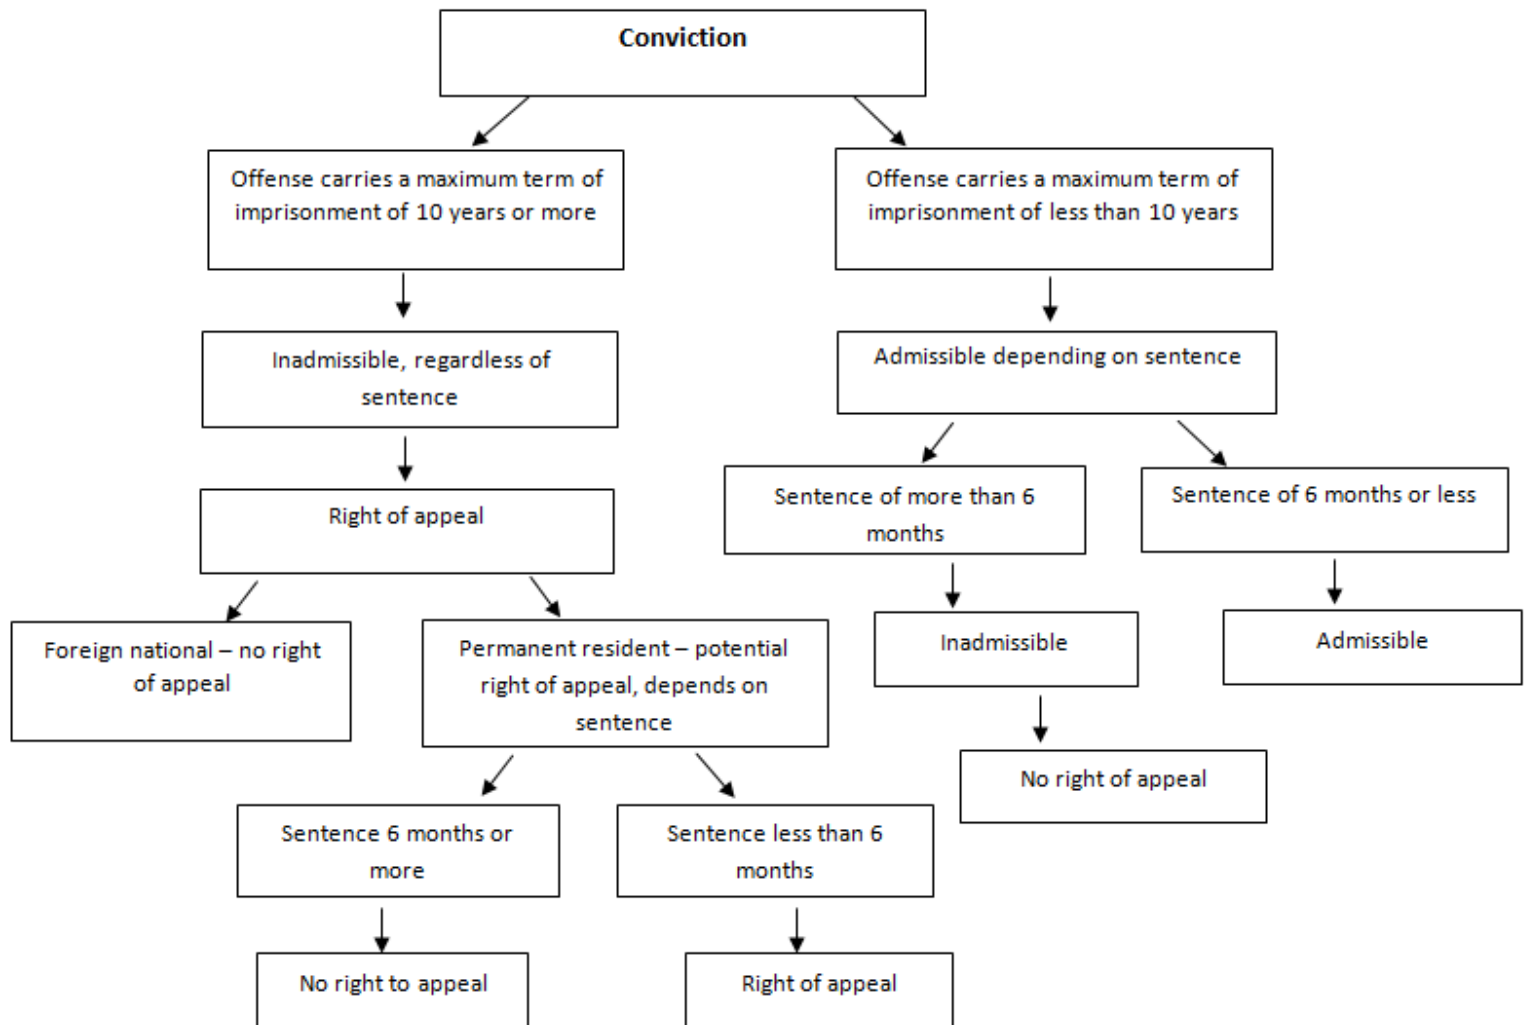 Conviction
Offense carries a maximum term of
imprisonment of 10 years or more
Offense carries a maximum term of
imprisonment of less than 10 years
Inadmissible, regardless of
sentence
Admissible depending on sentence
Right of appeal
Sentence of more than 6
months
Sentence of 6 months or less
Foreign national – no right
of appeal
Permanent resident – potential
right of appeal, depends on
sentence
Inadmissible
Admissible
No right of appeal
Sentence 6 months or
more
Sentence less than 6
months
No right to appeal
Right of appeal